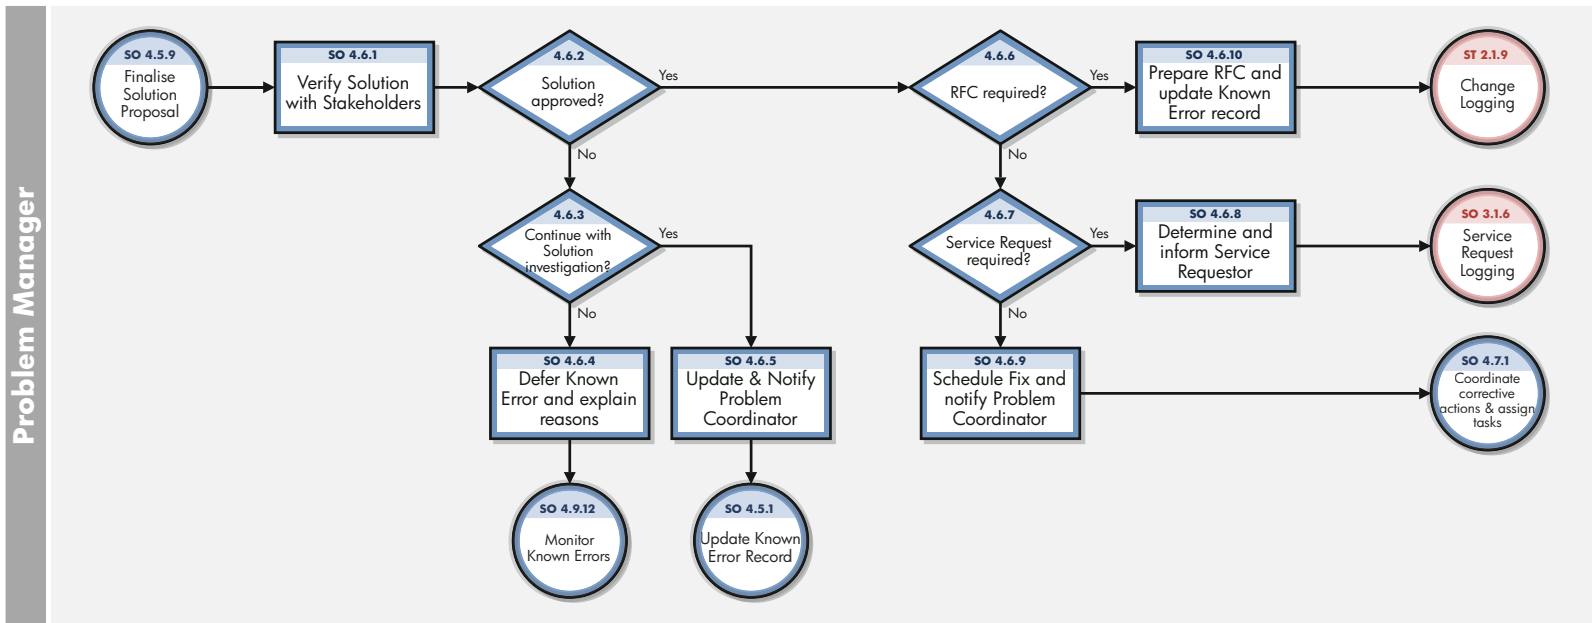 Problem Manager
SO 4.5.9
Finalise
Solution
Proposal
SO 4.6.1
Verify Solution
with Stakeholders
4.6.2
Solution
approved?
Yes
No
4.6.6
RFC required?
Yes
No
SO 4.6.10
Prepare RFC and
update Known
Error record
ST 2.1.9
Change
Logging
4.6.3
Continue with
Solution
investigation?
Yes
No
4.6.7
Service Request
required?
Yes
No
SO 4.6.8
Determine and
inform Service
Requestor
SO 3.1.6
Service
Request
Logging
SO 4.6.4
Defer Known
Error and explain
reasons
SO 4.6.5
Update & Notify
Problem
Coordinator
SO 4.6.9
Schedule Fix and
notify Problem
Coordinator
SO 4.7.1
Coordinate
corrective
actions & assign
tasks
SO 4.9.12
Monitor
Known Errors
SO 4.5.1
Update Known
Error Record